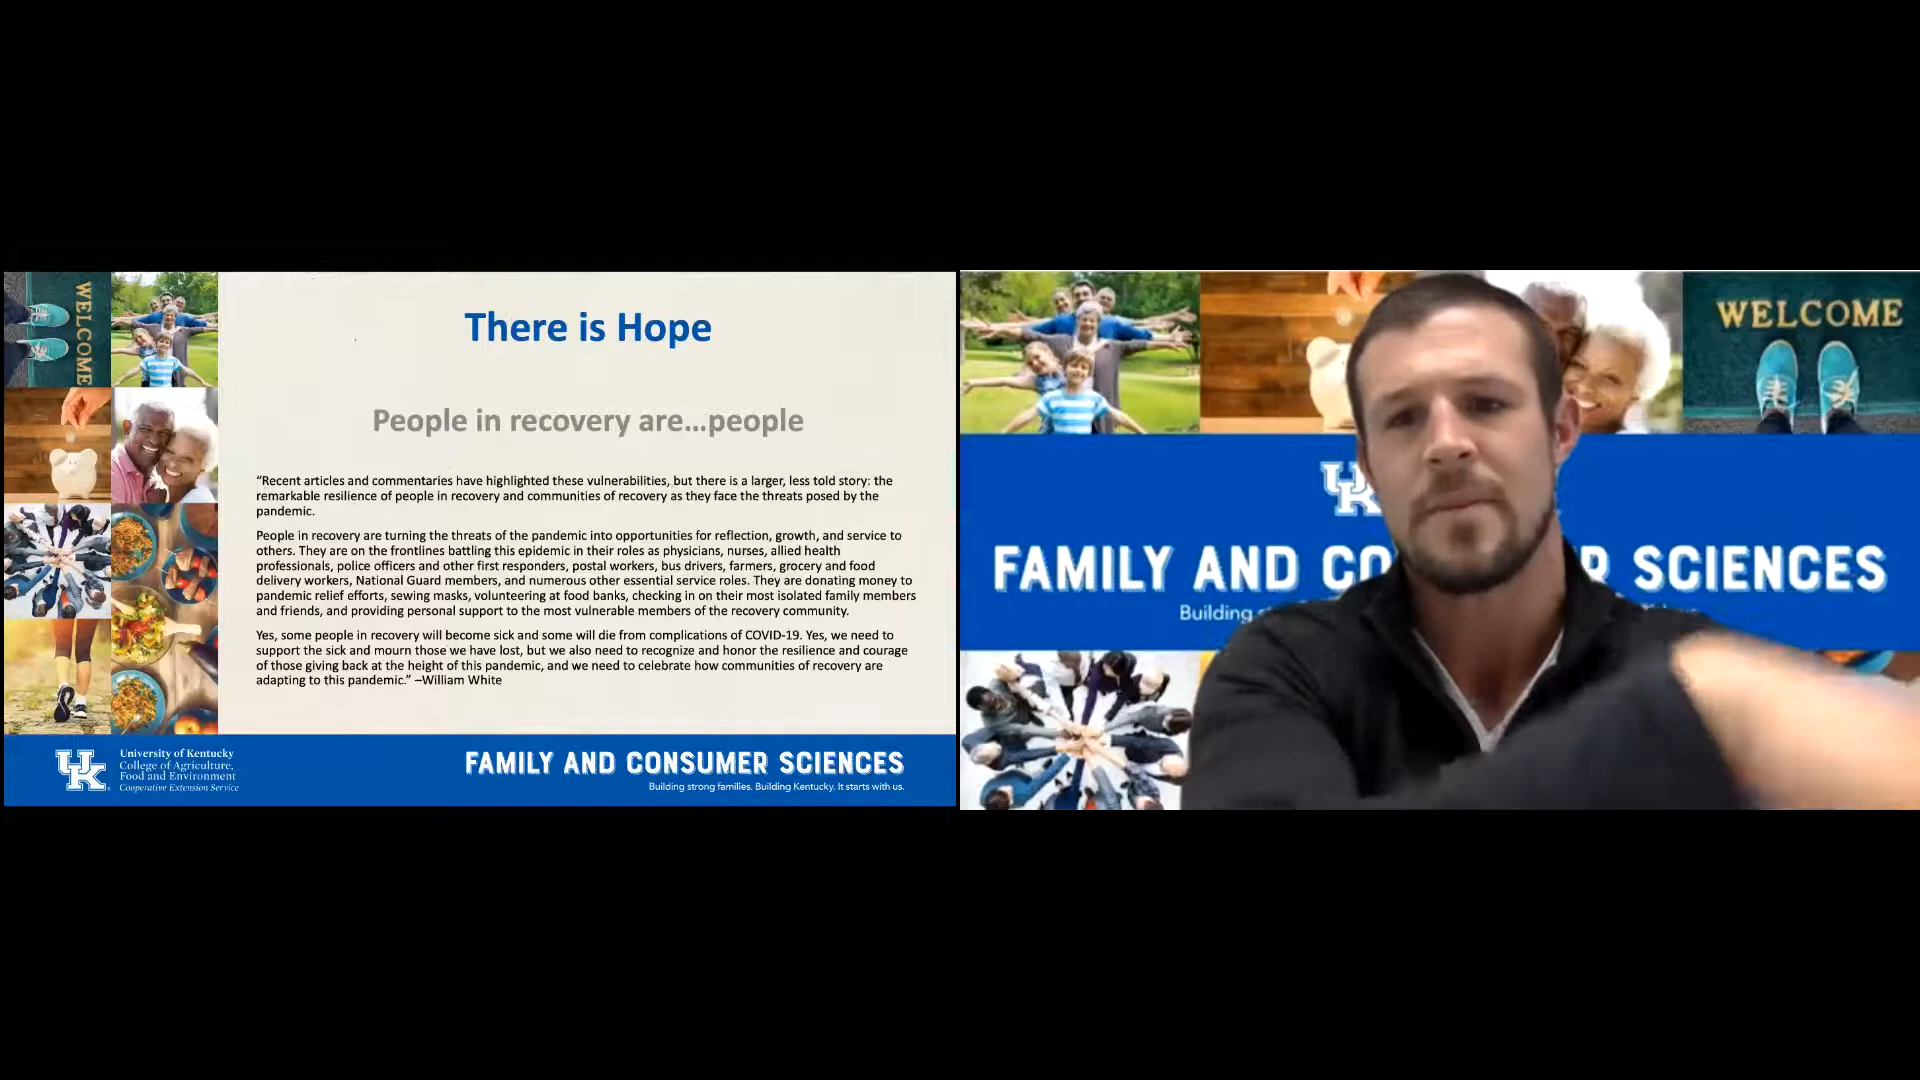 WELCOME
There is Hope
People in recovery are...people
“Recent articles and commentaries have highlighted these vulnerabilities, but there is a larger, less told story: the
remarkable resilience of people in recovery and communities of recovery as they face the threats posed by the
pandemic.
People in recovery are turning the threats of the pandemic into opportunities for reflection, growth, and service to
others. They are on the frontlines battling this epidemic in their roles as physicians, nurses, allied health
professionals, police officers and other first responders, postal workers, bus drivers, farmers, grocery and food
delivery workers, National Guard members, and numerous other essential service roles. They are donating money to
pandemic relief efforts, sewing masks, volunteering at food banks, checking in on their most isolated family members
and friends, and providing personal support to the most vulnerable members of the recovery community.
Yes, some people in recovery will become sick and some will die from complications of COVID-19. Yes, we need to
support the sick and mourn those we have lost, but we also need to recognize and honor the resilience and courage
of those giving back at the height of this pandemic, and we need to celebrate how communities of recovery are
adapting to this pandemic.” –William White
UK
University of Kentucky
College of Agriculture,
Food and Environment
Cooperative Extension Service
FAMILY AND CONSUMER SCIENCES
Building strong families. Building Kentucky. It starts with us.
WELCOME
UK
FAMILY AND CO R SCIENCES
Building s